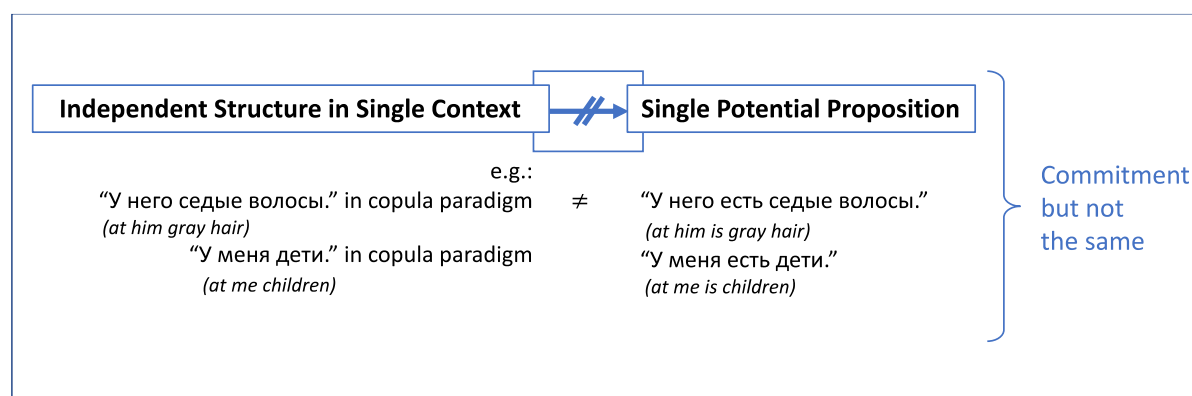 Independent Structure in Single Context
Single Potential Proposition
e.g.:
“У него седые волосы.” in copula paradigm ≠ “У него есть седые волосы.”
(at him gray hair)
(at him is gray hair)
“У меня дети.” in copula paradigm
“У меня есть дети.”
(at me children)
(at me is children)
Commitment
but not
the same